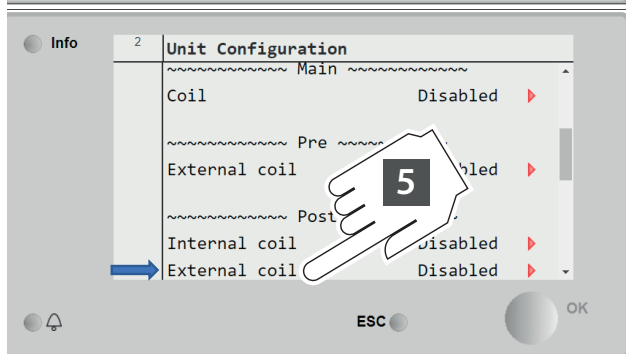 Info
2
Unit Configuration
~~~~~~~~~~~~ Main ~~~~~~~~~~~~
Coil Disabled
~~~~~~~~~~~~ Pre ~~~~~
External coil bled
5
~~~~~~~~~~~~ Post
Internal coil Disabled
External coil Disabled
ESC
OK